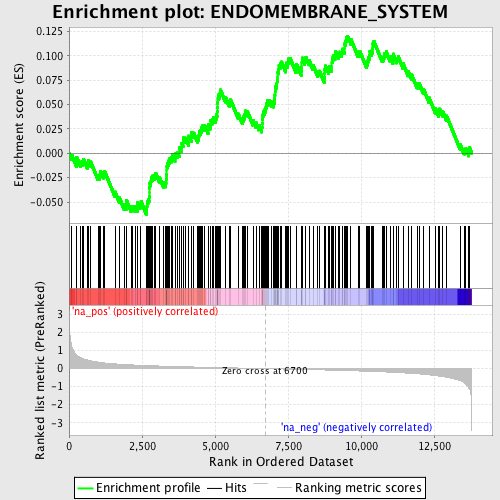 Enrichment plot: ENDOMEMBRANE_SYSTEM
Enrichment score (ES)
0.125
0.100
0.075
0.050
0.025
0.000
-0.025
-0.050
Ranked list metric (PreRanked)
'na_pos' (positively correlated)
3
2
1
0
-1
-2
-3
Zero cross at 6700
'na_neg' (negatively correlated)
0
2,500
5,000
7,500
10,000
12,500
Rank in Ordered Dataset
Enrichment profile
Hits
Ranking metric scores